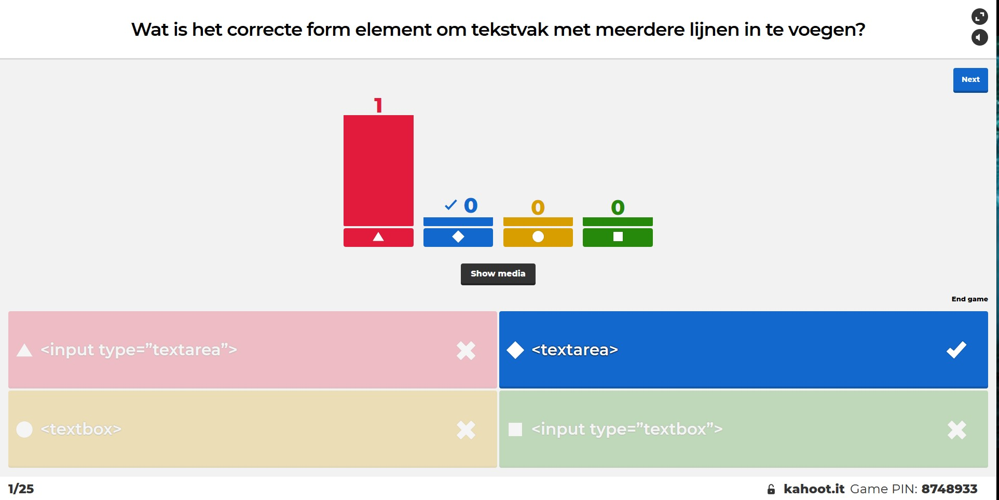 Wat is het correcte form element om tekstvak met meerdere lijnen in te voegen?
Next
1
0
0
0
Show media
End game
<input type=”textarea”>
<textarea>
<textbox>
<input type=”textbox”>
1/25
kahoot.it Game PIN: 8748933